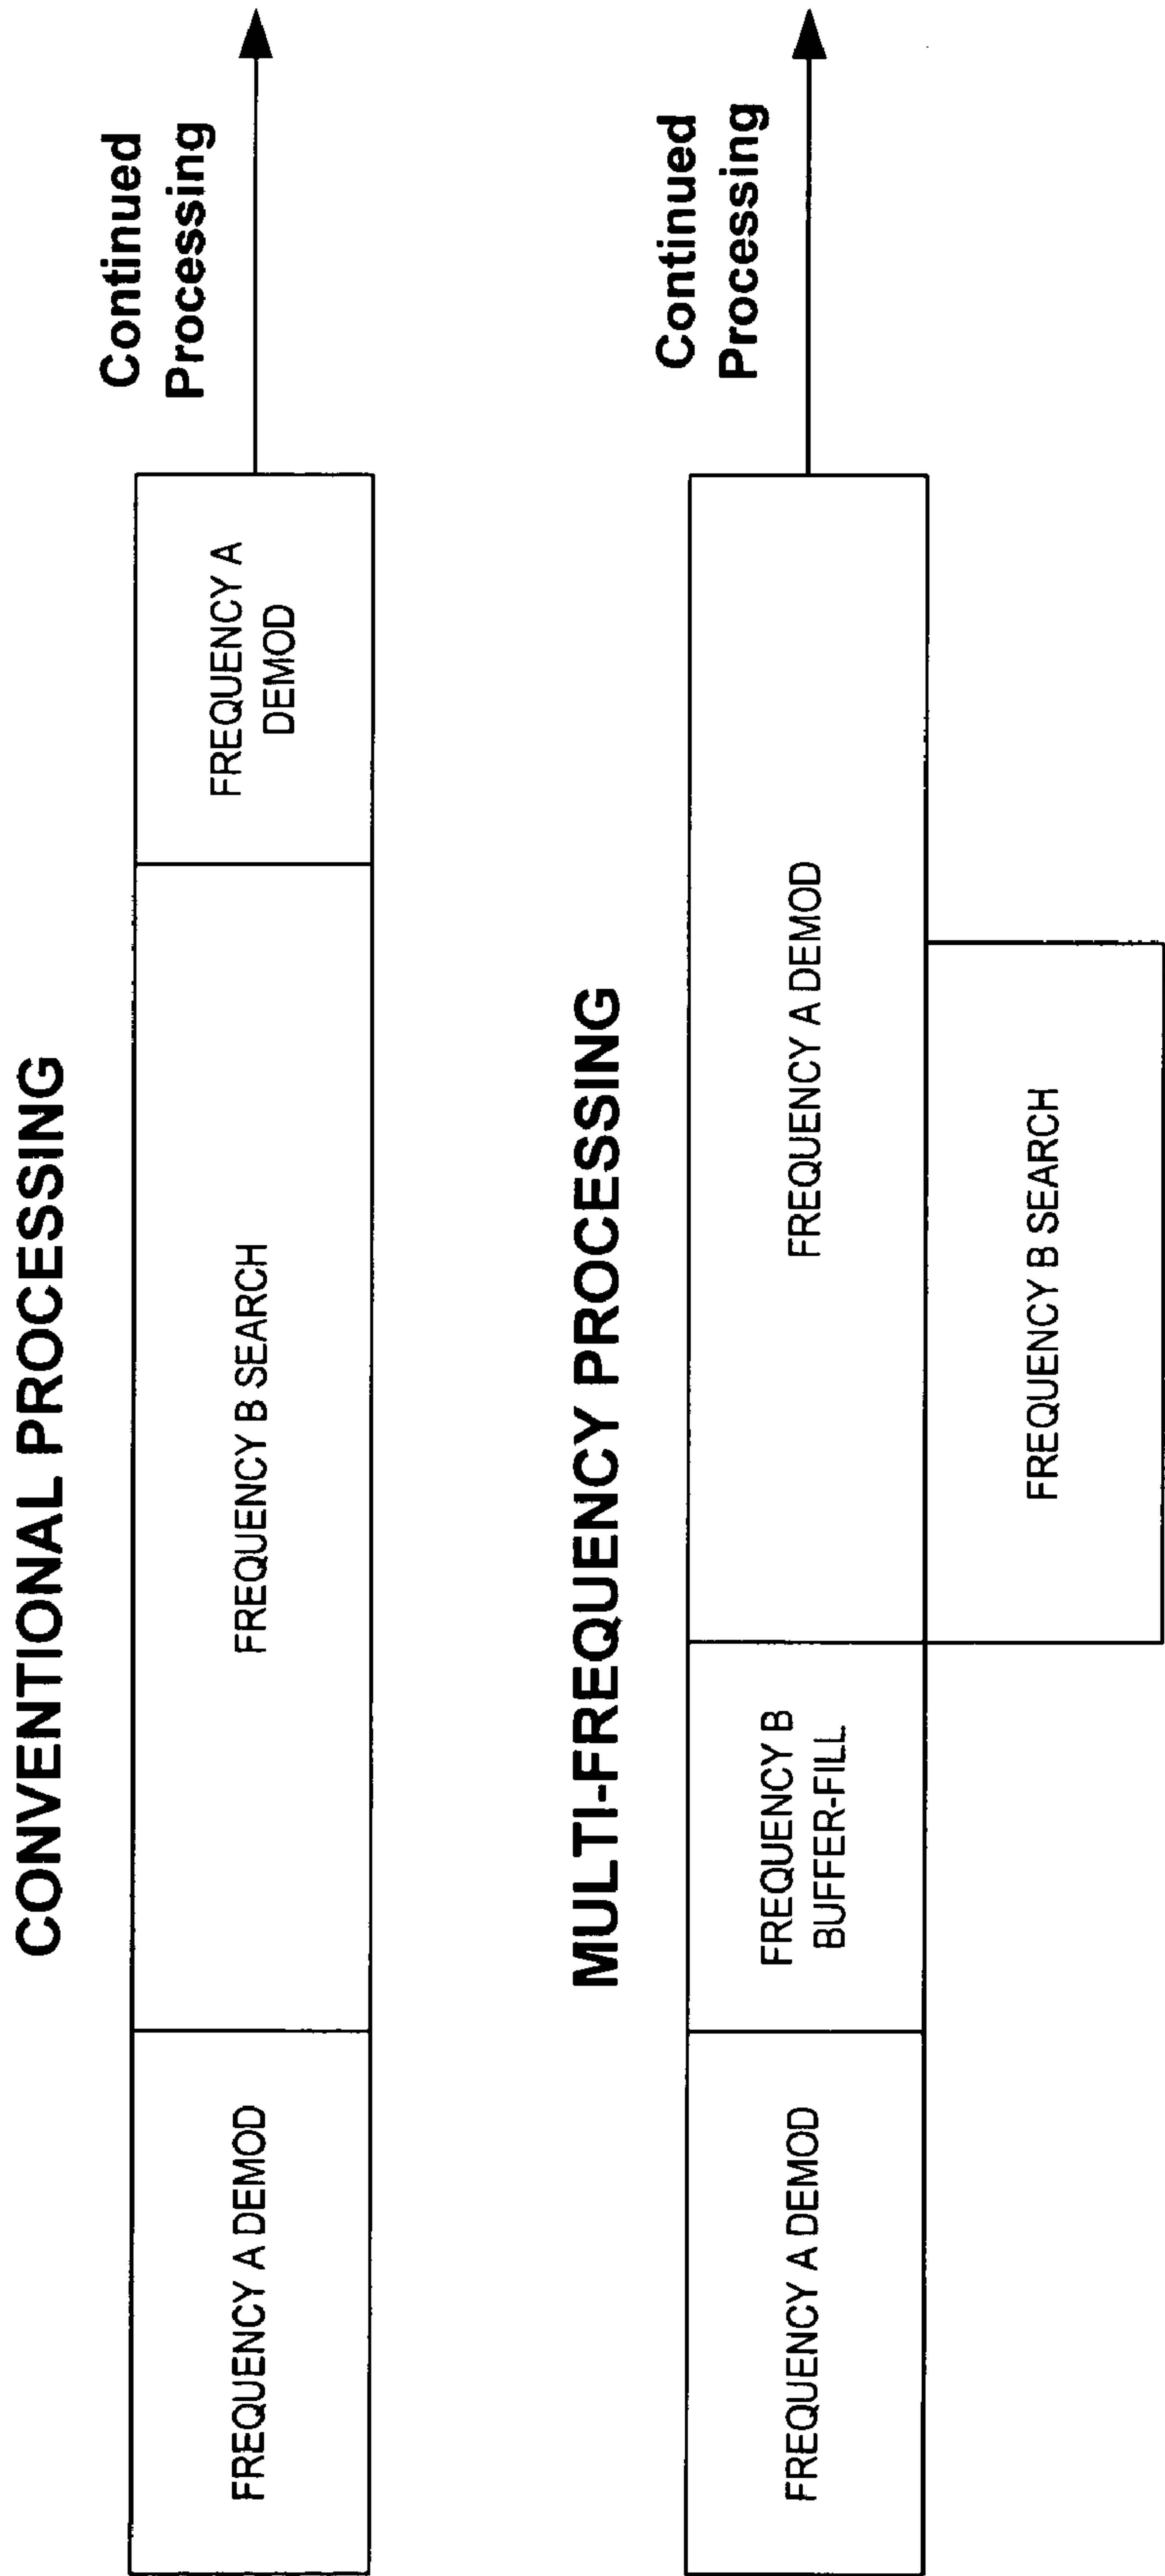 CONVENTIONAL PROCESSING
FREQUENCY A DEMOD
FREQUENCY B SEARCH
FREQUENCY A
DEMOD
Continued
Processing
MULTI-FREQUENCY PROCESSING
FREQUENCY A DEMOD
FREQUENCY B
BUFFER-FILL
FREQUENCY A DEMOD
FREQUENCY B SEARCH
Continued
Processing